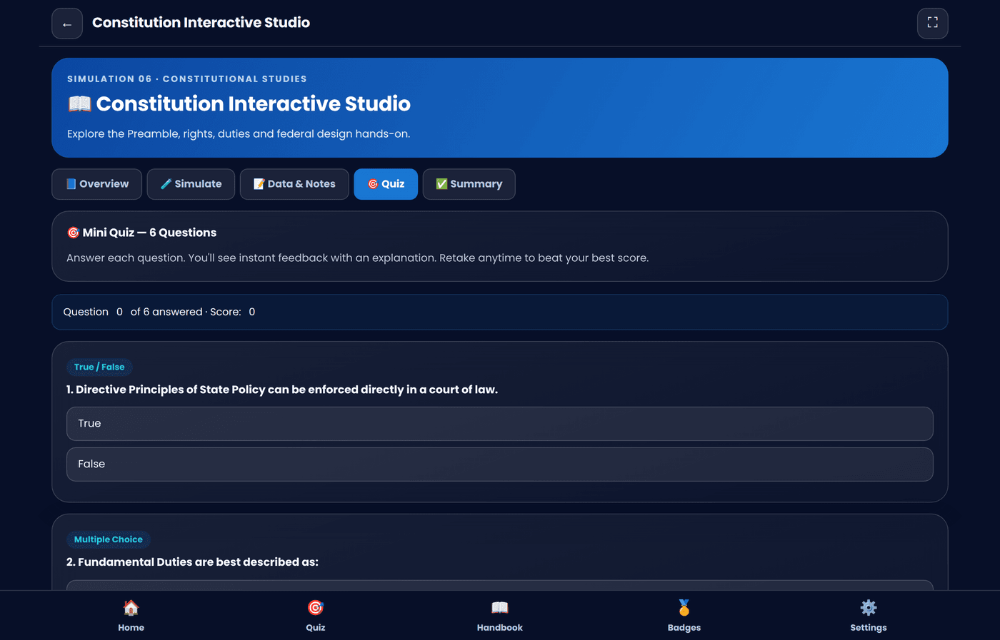 ← Constitution Interactive Studio
SIMULATION 06 · CONSTITUTIONAL STUDIES
📖 Constitution Interactive Studio
Explore the Preamble, rights, duties and federal design hands-on.
📘 Overview 🧪 Simulate 📝 Data & Notes 🎯 Quiz ✅ Summary
🎯 Mini Quiz — 6 Questions
Answer each question. You'll see instant feedback with an explanation. Retake anytime to beat your best score.
Question 0 of 6 answered · Score: 0
True / False
1. Directive Principles of State Policy can be enforced directly in a court of law.
True
False
Multiple Choice
2. Fundamental Duties are best described as:
Home Quiz Handbook Badges Settings